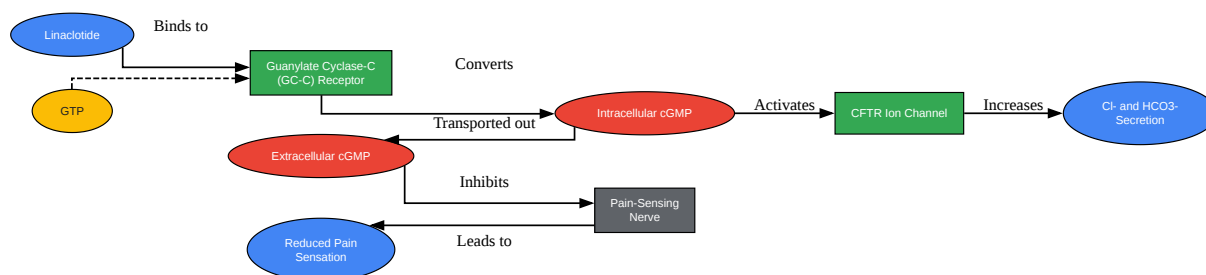 Linaclotide
Binds to
Guanylate Cyclase-C
(GC-C) Receptor
GTP
Converts
Intracellular cGMP
Activates
CFTR Ion Channel
Increases
Cl- and HCO3-
Secretion
Transported out
Extracellular cGMP
Inhibits
Pain-Sensing
Nerve
Leads to
Reduced Pain
Sensation